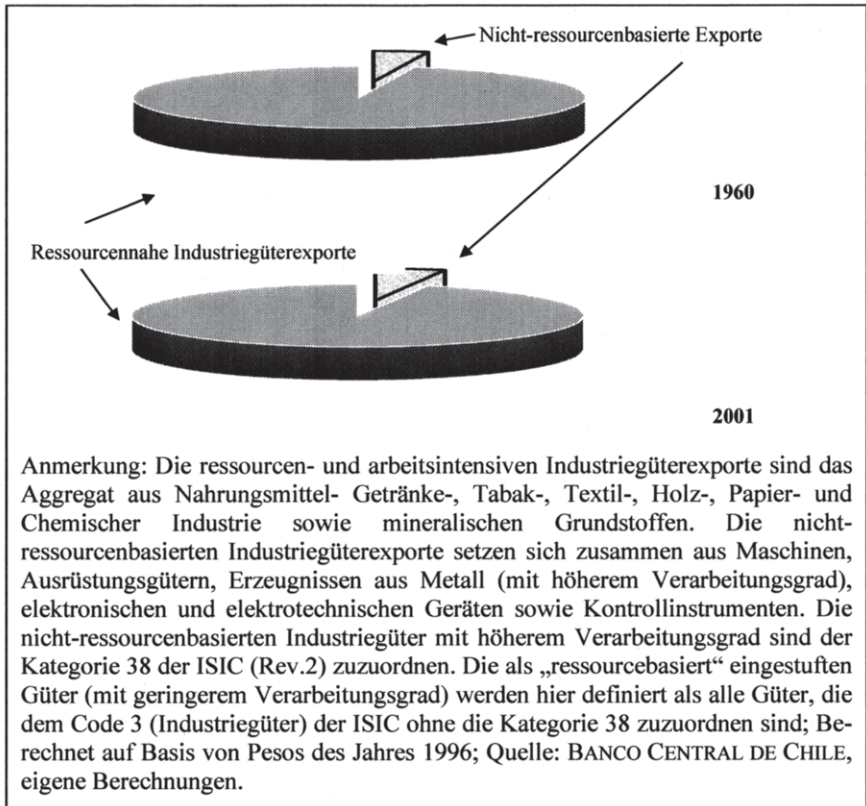 Nicht-ressourcenbasierte Exporte
1960
Ressourcennahe Industriegüterexporte
2001
Anmerkung: Die ressourcen- und arbeitsintensiven Industriegüterexporte sind das
Aggregat aus Nahrungsmittel- Getränke-, Tabak-, Textil-, Holz-, Papier- und
Chemischer Industrie sowie mineralischen Grundstoffen. Die nicht-
ressourcenbasierten Industriegüterexporte setzen sich zusammen aus Maschinen,
Ausrüstungsgütern, Erzeugnissen aus Metall (mit höherem Verarbeitungsgrad),
elektronischen und elektrotechnischen Geräten sowie Kontrollinstrumenten. Die
nicht-ressourcenbasierten Industriegüter mit höherem Verarbeitungsgrad sind der
Kategorie 38 der ISIC (Rev.2) zuzuordnen. Die als „ressourcebasiert“ eingestuften
Güter (mit geringerem Verarbeitungsgrad) werden hier definiert als alle Güter, die
dem Code 3 (Industriegüter) der ISIC ohne die Kategorie 38 zuzuordnen sind; Be-
rechnet auf Basis von Pesos des Jahres 1996; Quelle: BANCO CENTRAL DE CHILE,
eigene Berechnungen.